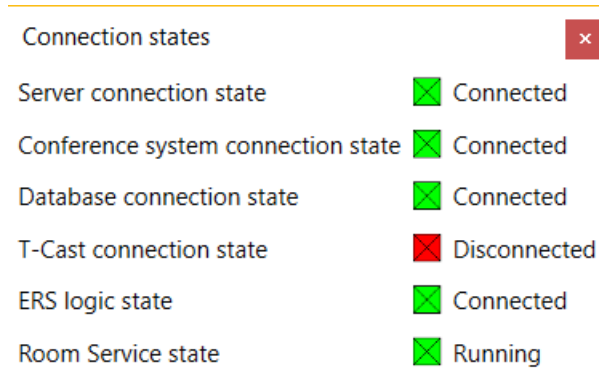 Connection states
Server connection state Connected
Conference system connection state Connected
Database connection state Connected
T-Cast connection state Disconnected
ERS logic state Connected
Room Service state Running